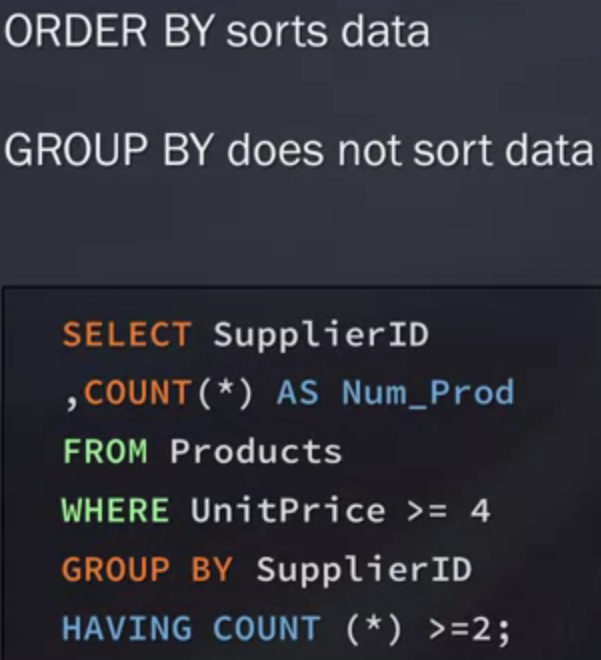 ORDER BY sorts data
GROUP BY does not sort data
SELECT SupplierID
,COUNT(*) AS Num_Prod
FROM Products
WHERE UnitPrice >= 4
GROUP BY SupplierID
HAVING COUNT (*) >=2;